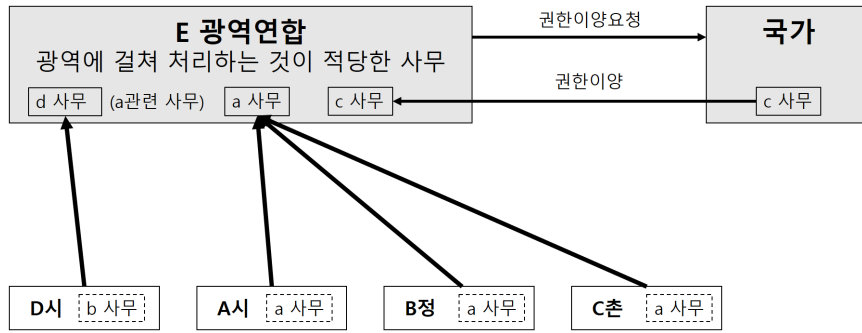 E 광역연합
광역에 걸쳐 처리하는 것이 적당한 사무
d 사무 (a관련 사무) a 사무 c 사무
권한이양요청
권한이양
국가
c 사무
D시 b 사무
A시 a 사무
B정 a 사무
C촌 a 사무